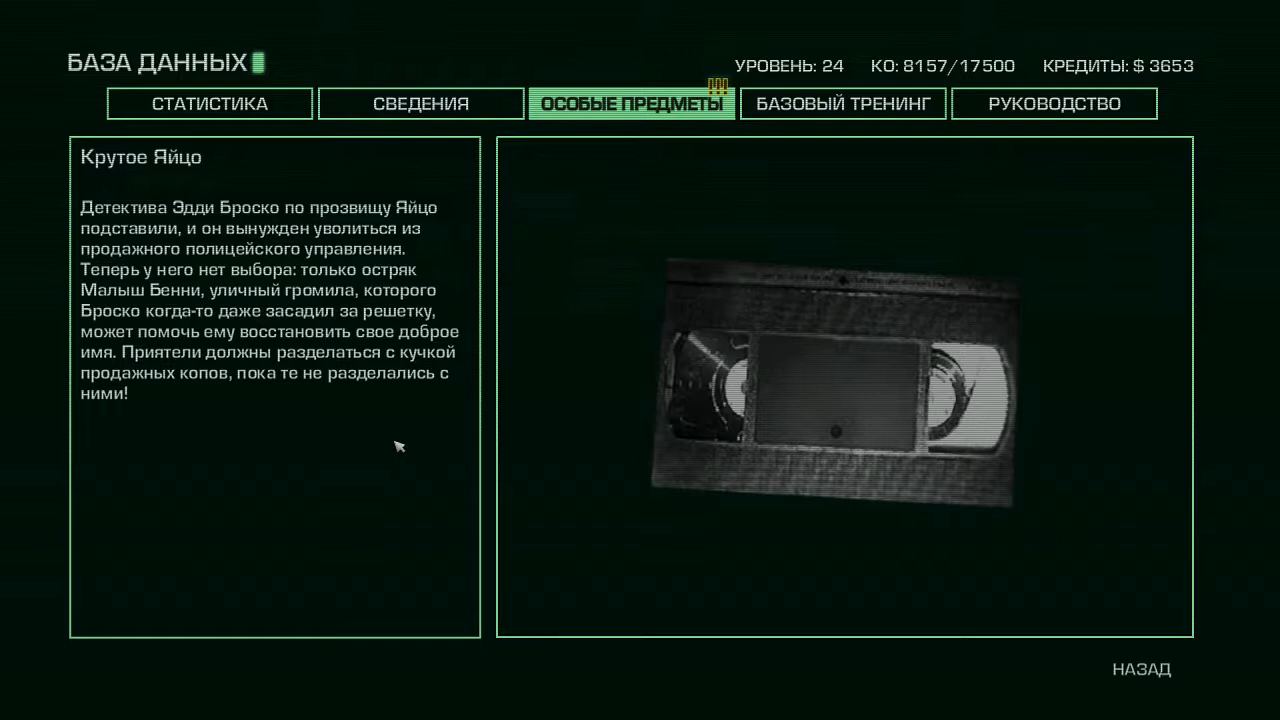 БАЗА ДАННЫХ
УРОВЕНЬ: 24 КО: 8157/17500 КРЕДИТЫ: $ 3653
!!!
СТАТИСТИКА СВЕДЕНИЯ ОСОБЫЕ ПРЕДМЕТЫ БАЗОВЫЙ ТРЕНИНГ РУКОВОДСТВО
Крутое Яйцо
Детектива Эдди Броско по прозвищу Яйцо
подставили, и он вынужден уволиться из
продажного полицейского управления.
Теперь у него нет выбора: только остряк
Малыш Бенни, уличный громила, которого
Броско когда-то даже засадил за решетку,
может помочь ему восстановить свое доброе
имя. Приятели должны разделаться с кучкой
продажных копов, пока те не разделались с
ними!
НАЗАД